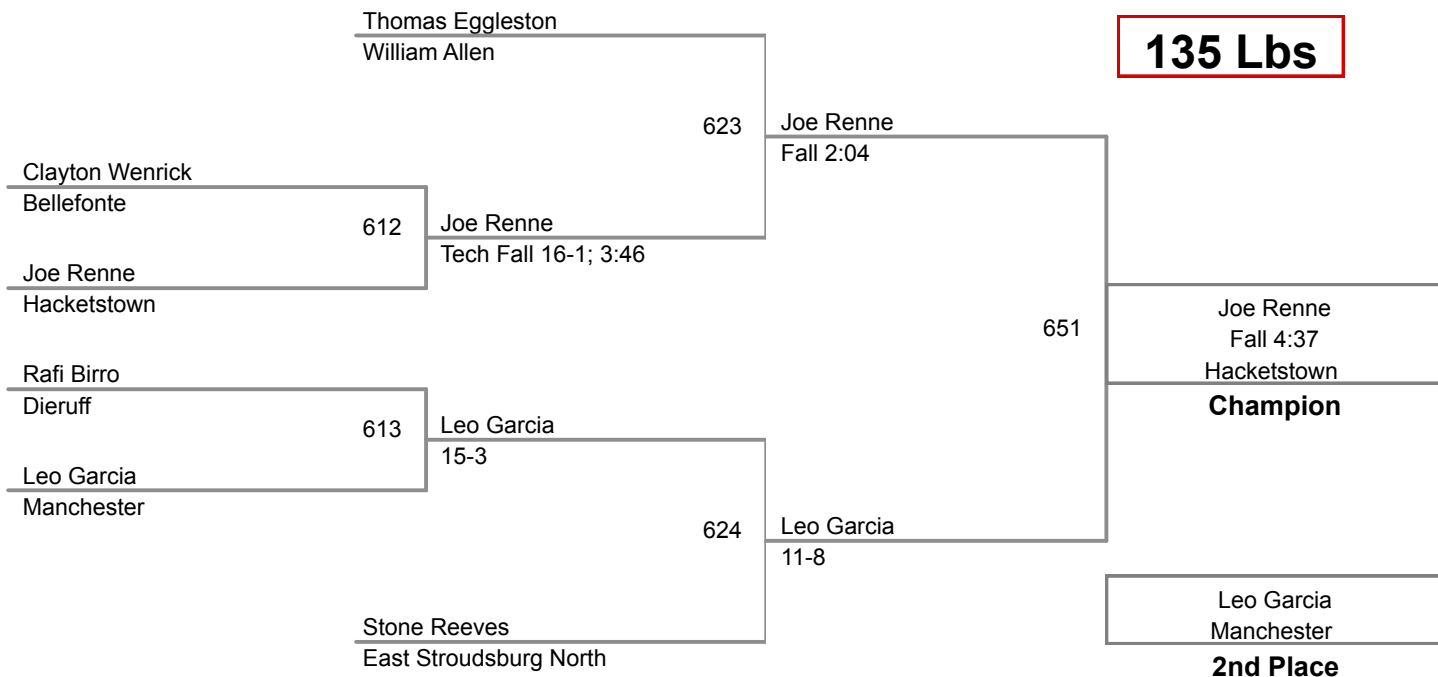 Thomas Eggleston
William Allen
135 Lbs
623
Joe Renne
Fall 2:04
Clayton Wenrick
Bellefonte
612
Joe Renne
Tech Fall 16-1; 3:46
Joe Renne
Hacketstown
651
Joe Renne
Fall 4:37
Hacketstown
Champion
Rafi Birro
Dieruff
613
Leo Garcia
15-3
Leo Garcia
Manchester
624
Leo Garcia
11-8
Stone Reeves
East Stroudsburg North
Leo Garcia
Manchester
2nd Place